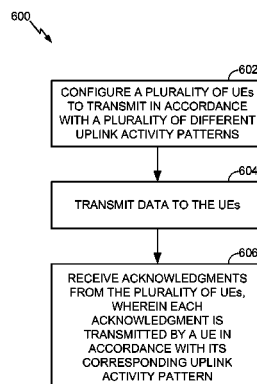 600
602
CONFIGURE A PLURALITY OF UEs
TO TRANSMIT IN ACCORDANCE
WITH A PLURALITY OF DIFFERENT
UPLINK ACTIVITY PATTERNS
604
TRANSMIT DATA TO THE UEs
606
RECEIVE ACKNOWLEDGMENTS
FROM THE PLURALITY OF UEs,
WHEREIN EACH
ACKNOWLEDGMENT IS
TRANSMITTED BY A UE IN
ACCORDANCE WITH ITS
CORRESPONDING UPLINK
ACTIVITY PATTERN